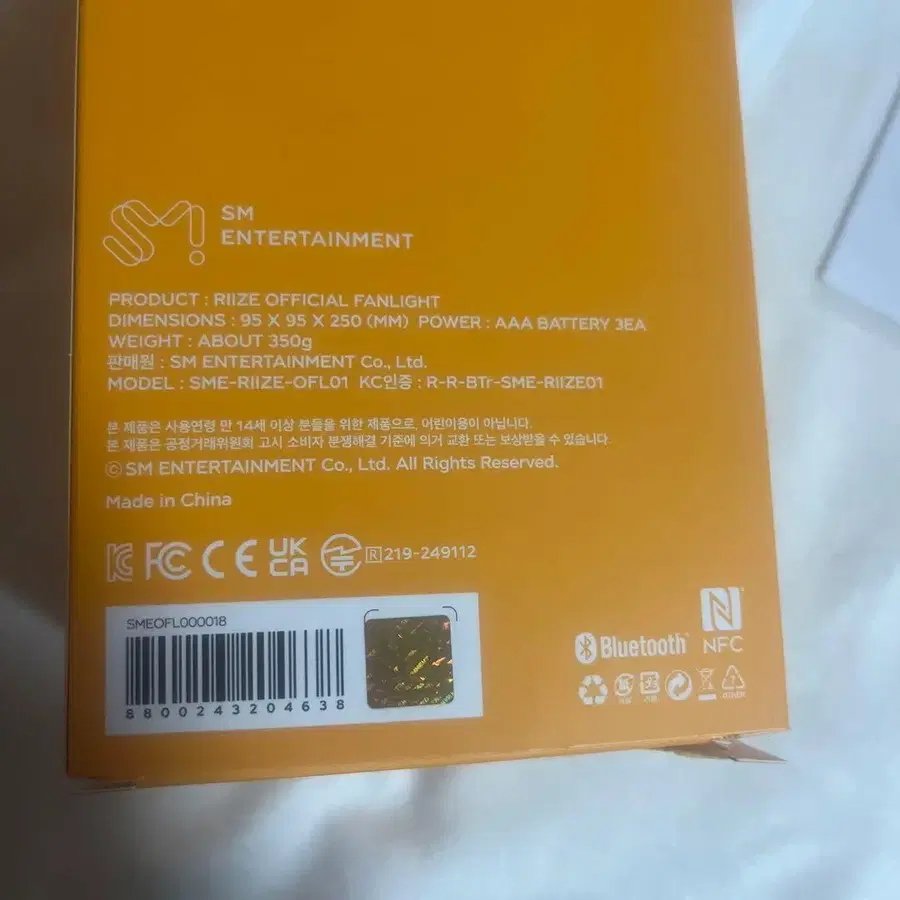 SM
ENTERTAINMENT
PRODUCT : RIIZE OFFICIAL FANLIGHT
DIMENSIONS : 95 X 95 X 250 (MM) POWER : AAA BATTERY 3EA
WEIGHT : ABOUT 350g
판매원 : SM ENTERTAINMENT Co., Ltd.
MODEL : SME-RIIZE-OFL01 KC인증 : R-R-BTr-SME-RIIZE01
본 제품은 사용연령 만 14세 이상 분들을 위한 제품으로, 어린이용이 아닙니다.
본 제품은 공정거래위원회 고시 소비자 분쟁해결 기준에 의거 교환 또는 보상받을 수 있습니다.
©SM ENTERTAINMENT Co., Ltd. All Rights Reserved.
Made in China
KC FC CE UK CA R 219-249112
SMEOFL000018
8800243204638
Bluetooth NFC
OTHER